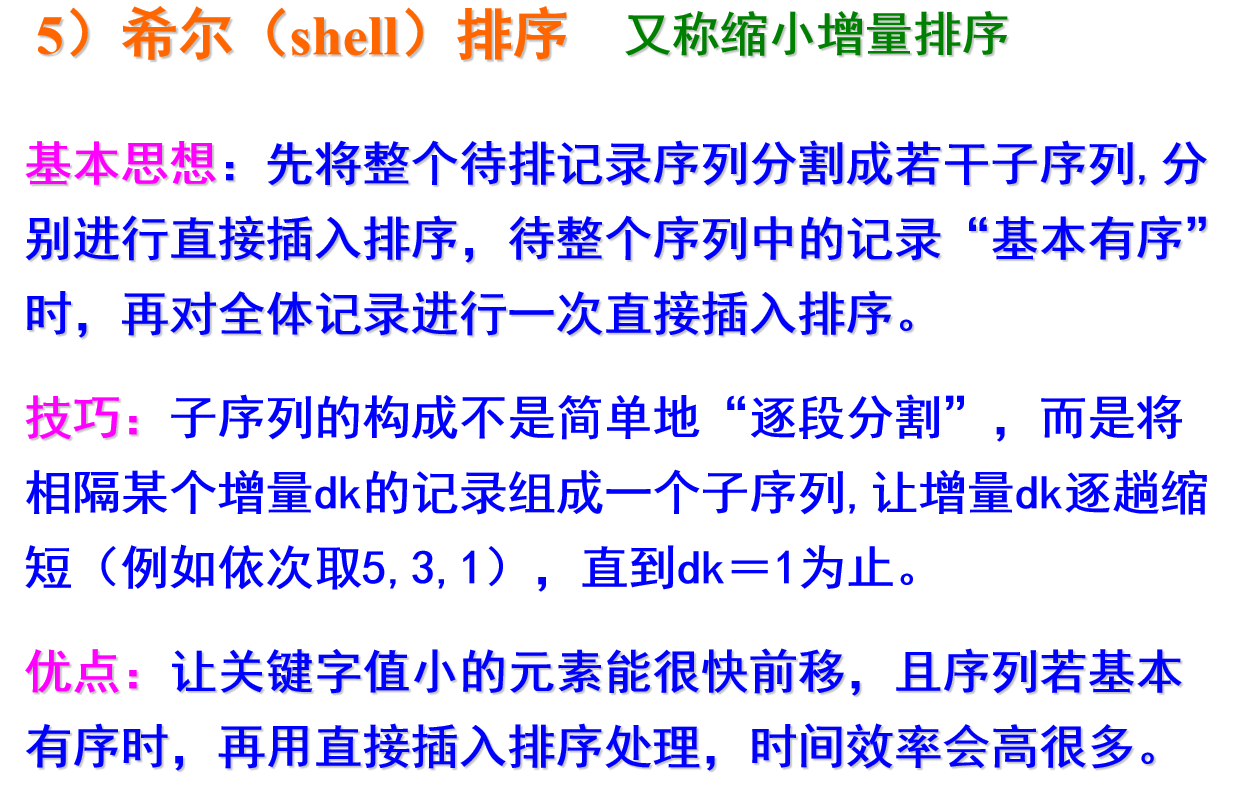 5）希尔（shell）排序 又称缩小增量排序
基本思想：先将整个待排记录序列分割成若干子序列,分
别进行直接插入排序，待整个序列中的记录“基本有序”
时，再对全体记录进行一次直接插入排序。
技巧：子序列的构成不是简单地“逐段分割”，而是将
相隔某个增量dk的记录组成一个子序列,让增量dk逐趟缩
短（例如依次取5,3,1），直到dk＝1为止。
优点：让关键字值小的元素能很快前移，且序列若基本
有序时，再用直接插入排序处理，时间效率会高很多。